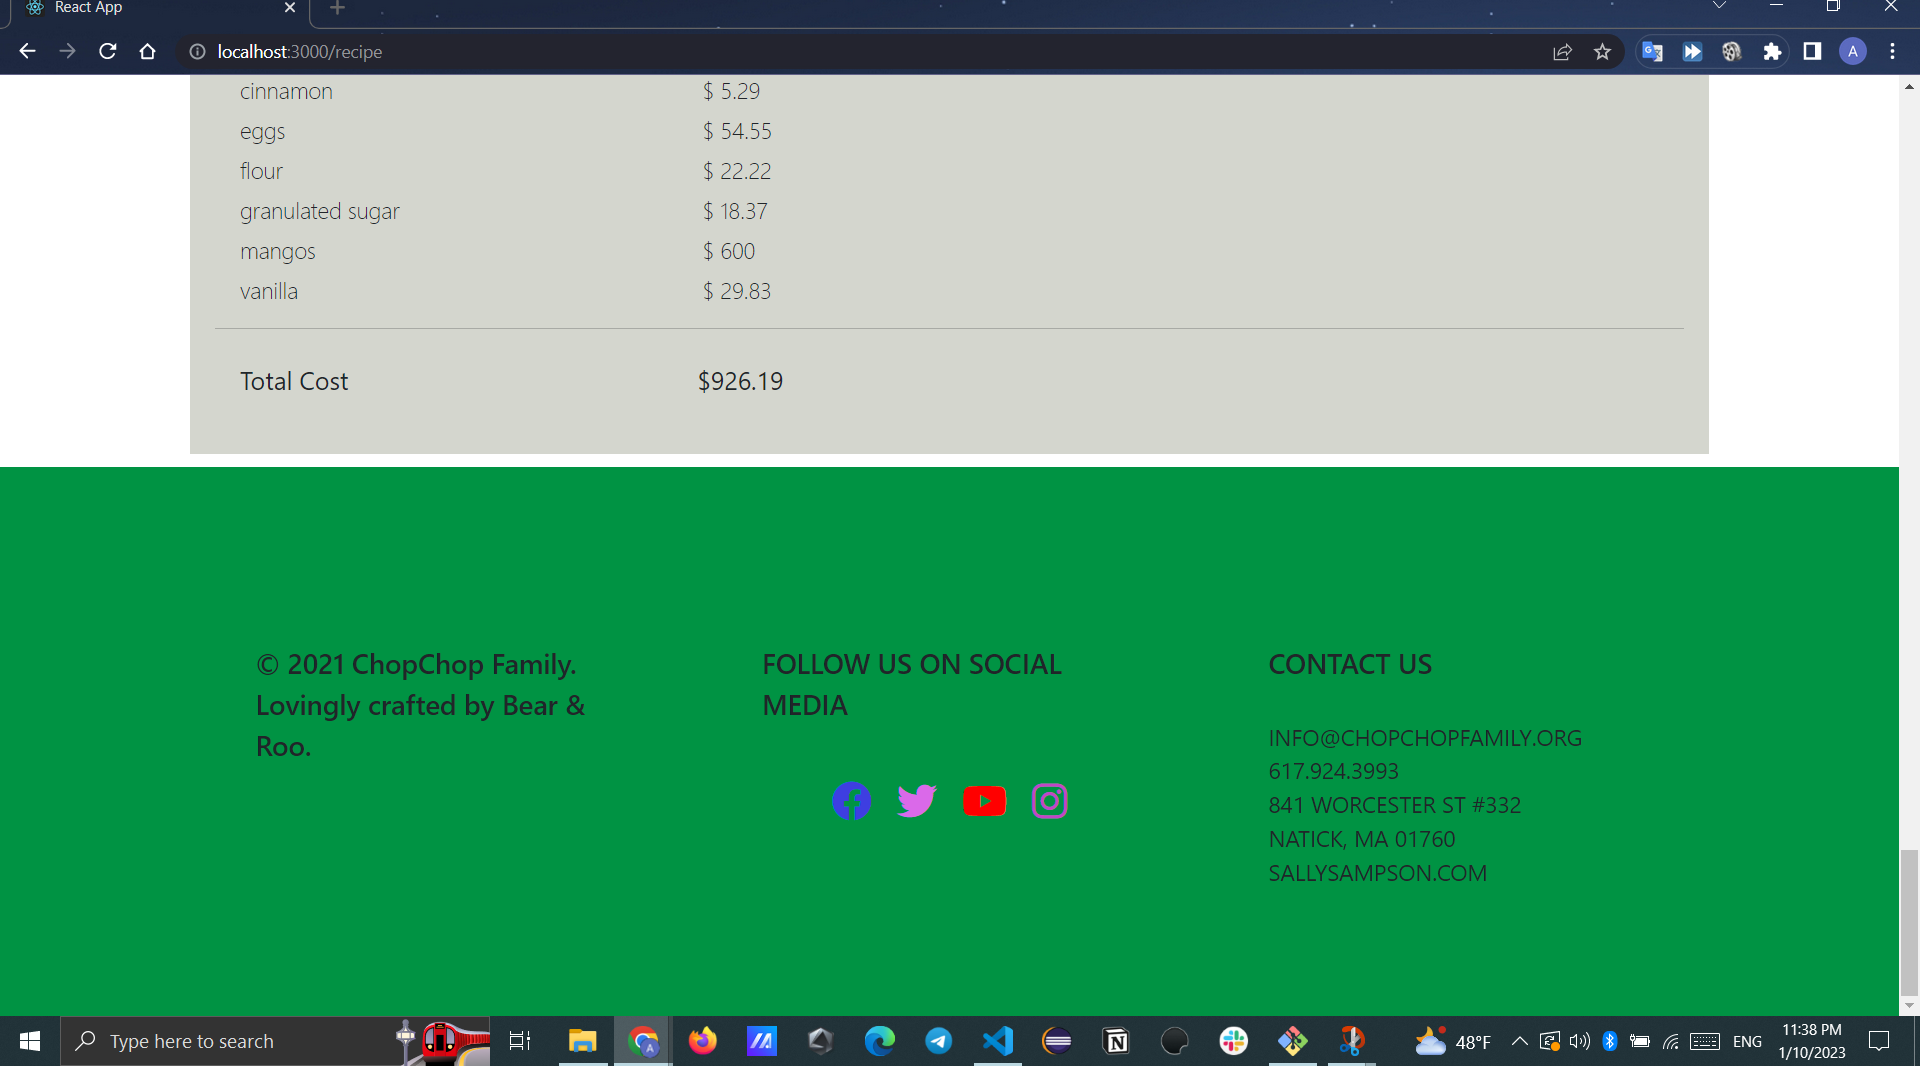 React App
localhost:3000/recipe
A
cinnamon $ 5.29
eggs $ 54.55
flour $ 22.22
granulated sugar $ 18.37
mangos $ 600
vanilla $ 29.83
Total Cost $926.19
© 2021 ChopChop Family.
Lovingly crafted by Bear &
Roo.
FOLLOW US ON SOCIAL
MEDIA
CONTACT US
INFO@CHOPCHOPFAMILY.ORG
617.924.3993
841 WORCESTER ST #332
NATICK, MA 01760
SALLYSAMPSON.COM
Type here to search
48°F
ENG
11:38 PM
1/10/2023